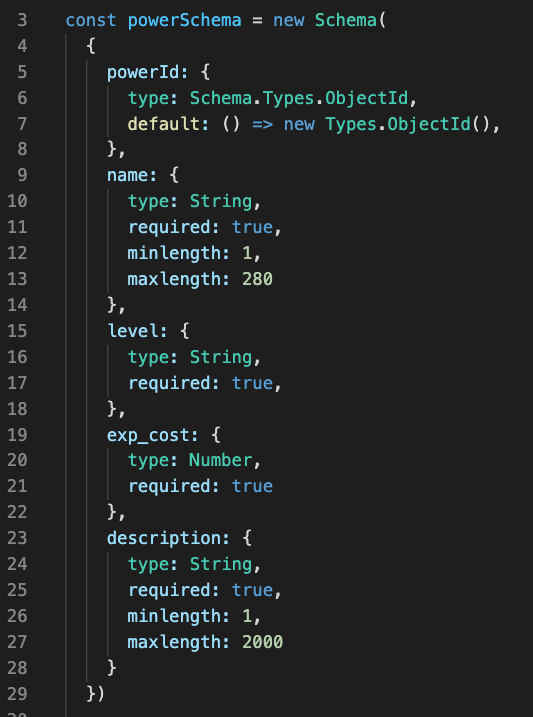 3 const powerSchema = new Schema(
4 {
5 powerId: {
6 type: Schema.Types.ObjectId,
7 default: () => new Types.ObjectId(),
8 },
9 name: {
10 type: String,
11 required: true,
12 minlength: 1,
13 maxlength: 280
14 },
15 level: {
16 type: String,
17 required: true,
18 },
19 exp_cost: {
20 type: Number,
21 required: true
22 },
23 description: {
24 type: String,
25 required: true,
26 minlength: 1,
27 maxlength: 2000
28 }
29 })